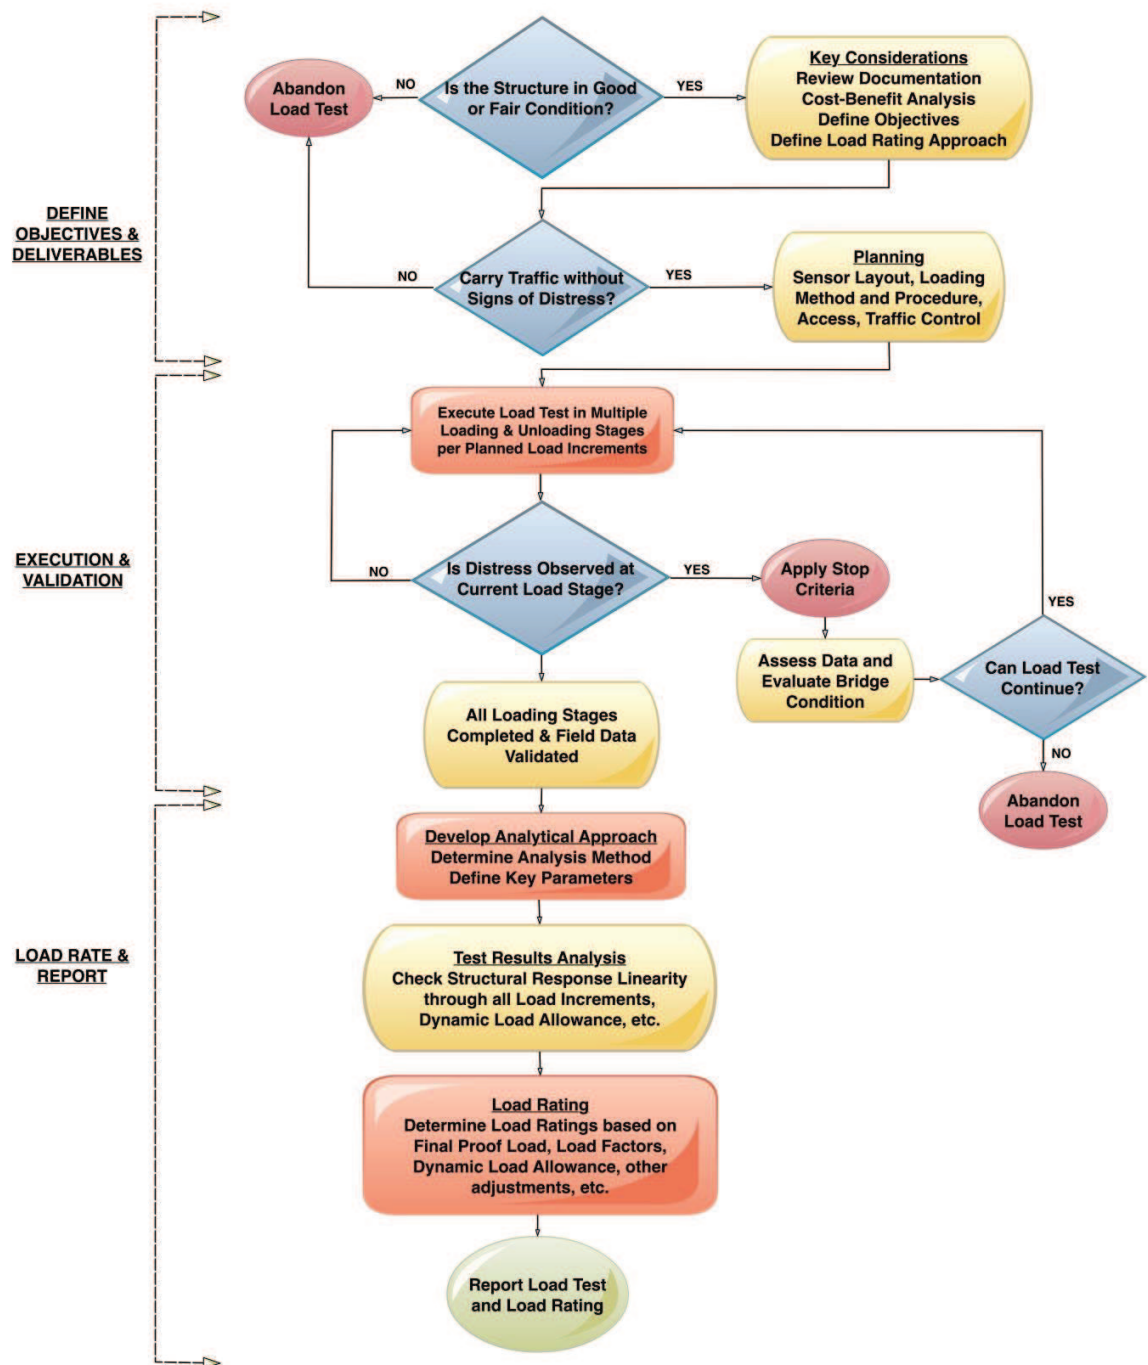 Is the Structure in Good
or Fair Condition?
NO
YES
Abandon
Load Test
Key Considerations
Review Documentation
Cost-Benefit Analysis
Define Objectives
Define Load Rating Approach
DEFINE
OBJECTIVES &
DELIVERABLES
Carry Traffic without
Signs of Distress?
NO
YES
Planning
Sensor Layout, Loading
Method and Procedure,
Access, Traffic Control
Execute Load Test in Multiple
Loading & Unloading Stages
per Planned Load Increments
EXECUTION &
VALIDATION
NO
Is Distress Observed at
Current Load Stage?
YES
Apply Stop
Criteria
YES
Assess Data and
Evaluate Bridge
Condition
Can Load Test
Continue?
NO
Abandon
Load Test
All Loading Stages
Completed & Field Data
Validated
Develop Analytical Approach
Determine Analysis Method
Define Key Parameters
LOAD RATE &
REPORT
Test Results Analysis
Check Structural Response Linearity
through all Load Increments,
Dynamic Load Allowance, etc.
Load Rating
Determine Load Ratings based on
Final Proof Load, Load Factors,
Dynamic Load Allowance, other
adjustments, etc.
Report Load Test
and Load Rating